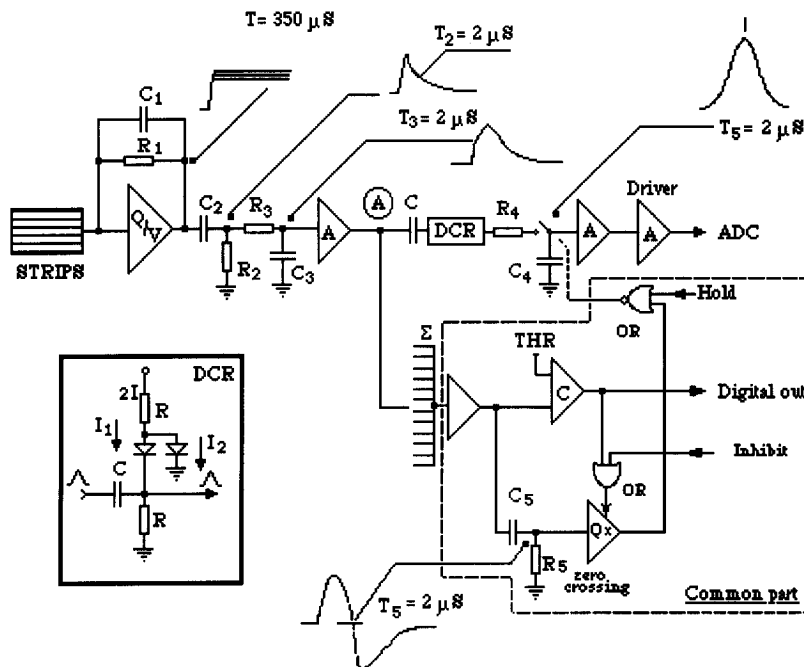 T= 350 µS
T2 = 2 µS
T3 = 2 µS
T5 = 2 µS
C1
R1
Q/V
C2
R3
R2
C3
A
A
C
DCR
R4
C4
A
Driver
A
ADC
STRIPS
Hold
OR
Σ
THR
C
Digital out
Inhibit
OR
C5
R5
Qx
zero
crossing
T5 = 2 µS
Common part
DCR
2I
R
I1
I2
C
R